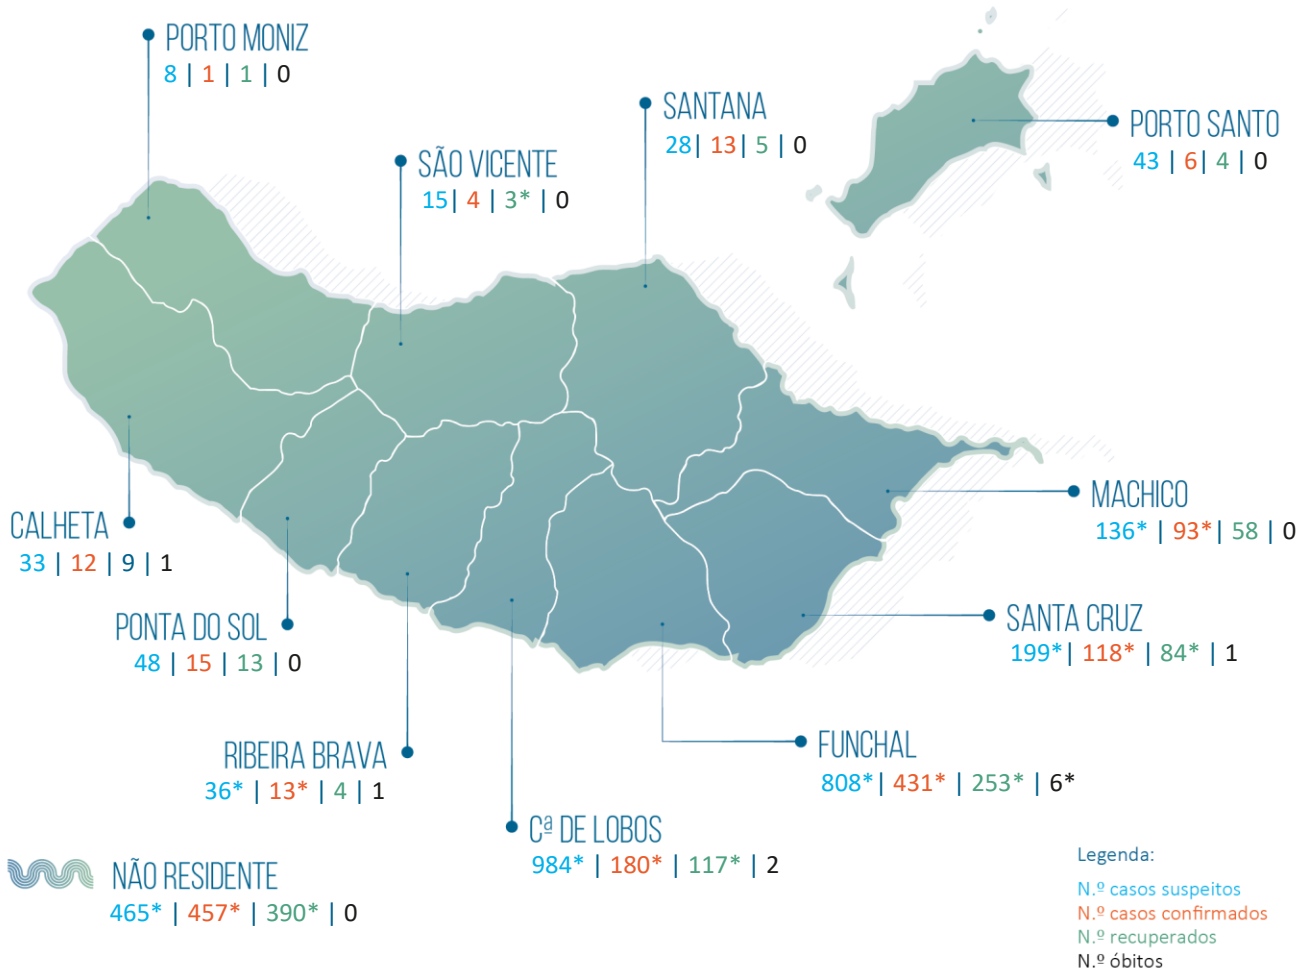 PORTO MONIZ
8 | 1 | 1 | 0
SANTANA
28| 13| 5 | 0
PORTO SANTO
43 | 6| 4 | 0
SÃO VICENTE
15| 4 | 3* | 0
MACHICO
136* | 93*| 58 | 0
CALHETA
33 | 12 | 9 | 1
PONTA DO SOL
48 | 15 | 13 | 0
SANTA CRUZ
199*| 118* | 84* | 1
RIBEIRA BRAVA
36* | 13* | 4 | 1
FUNCHAL
808*| 431* | 253* | 6*
Cª DE LOBOS
984* | 180* | 117* | 2
NÃO RESIDENTE
465* | 457* | 390* | 0
Legenda:
N.º casos suspeitos
N.º casos confirmados
N.º recuperados
N.º óbitos